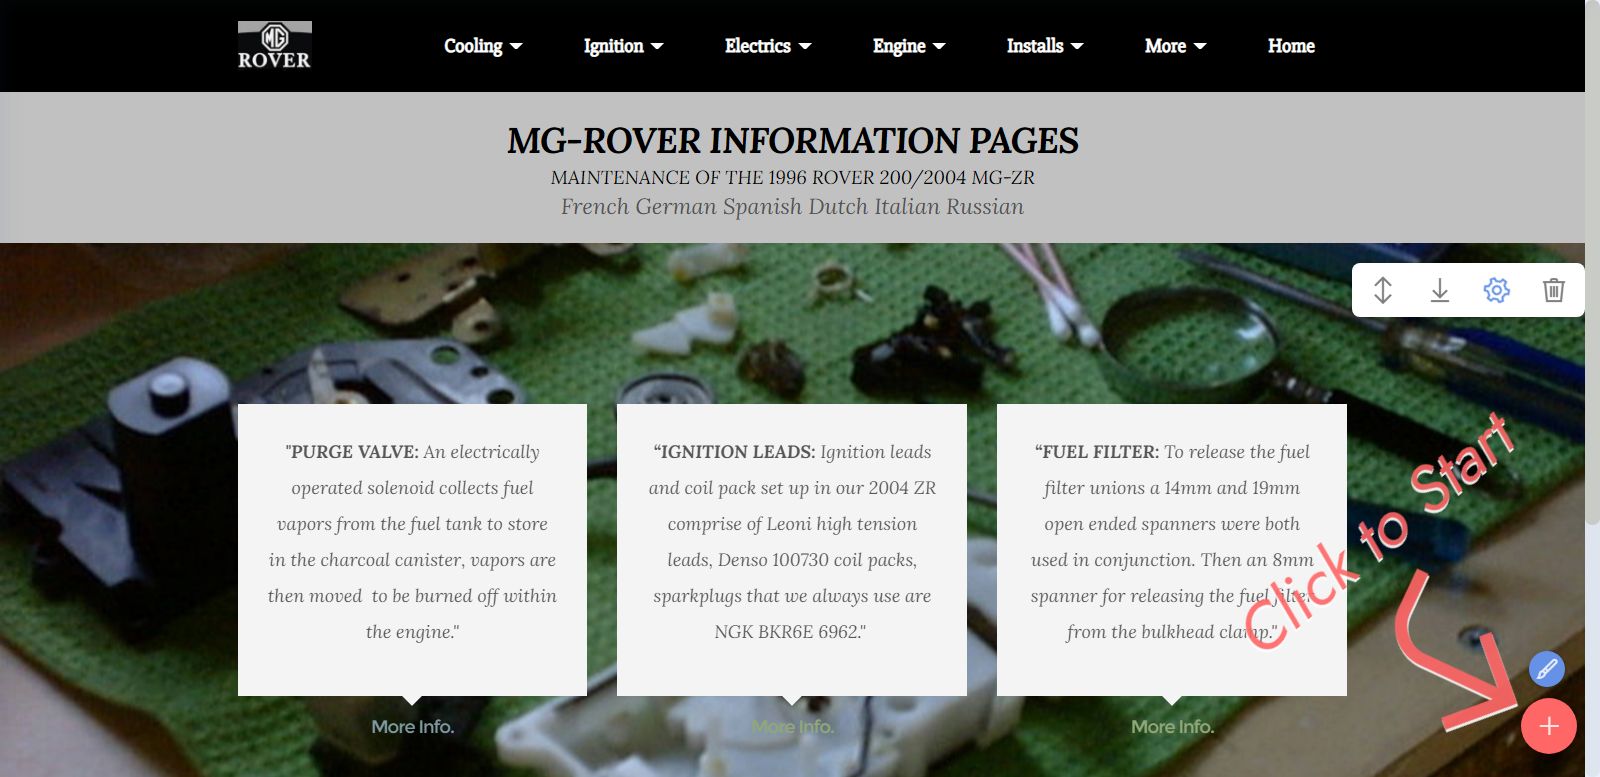 MG
ROVER
Cooling Ignition Electrics Engine Installs More Home
MG-ROVER INFORMATION PAGES
MAINTENANCE OF THE 1996 ROVER 200/2004 MG-ZR
French German Spanish Dutch Italian Russian
"PURGE VALVE: An electrically
operated solenoid collects fuel
vapors from the fuel tank to store
in the charcoal canister, vapors are
then moved  to be burned off within
the engine."
More Info.
“IGNITION LEADS: Ignition leads
and coil pack set up in our 2004 ZR
comprise of Leoni high tension
leads, Denso 100730 coil packs,
sparkplugs that we always use are
NGK BKR6E 6962."
More Info.
“FUEL FILTER: To release the fuel
filter unions a 14mm and 19mm
open ended spanners were both
used in conjunction. Then an 8mm
spanner for releasing the fuel filter
from the bulkhead clamp."
More Info.
Click to Start